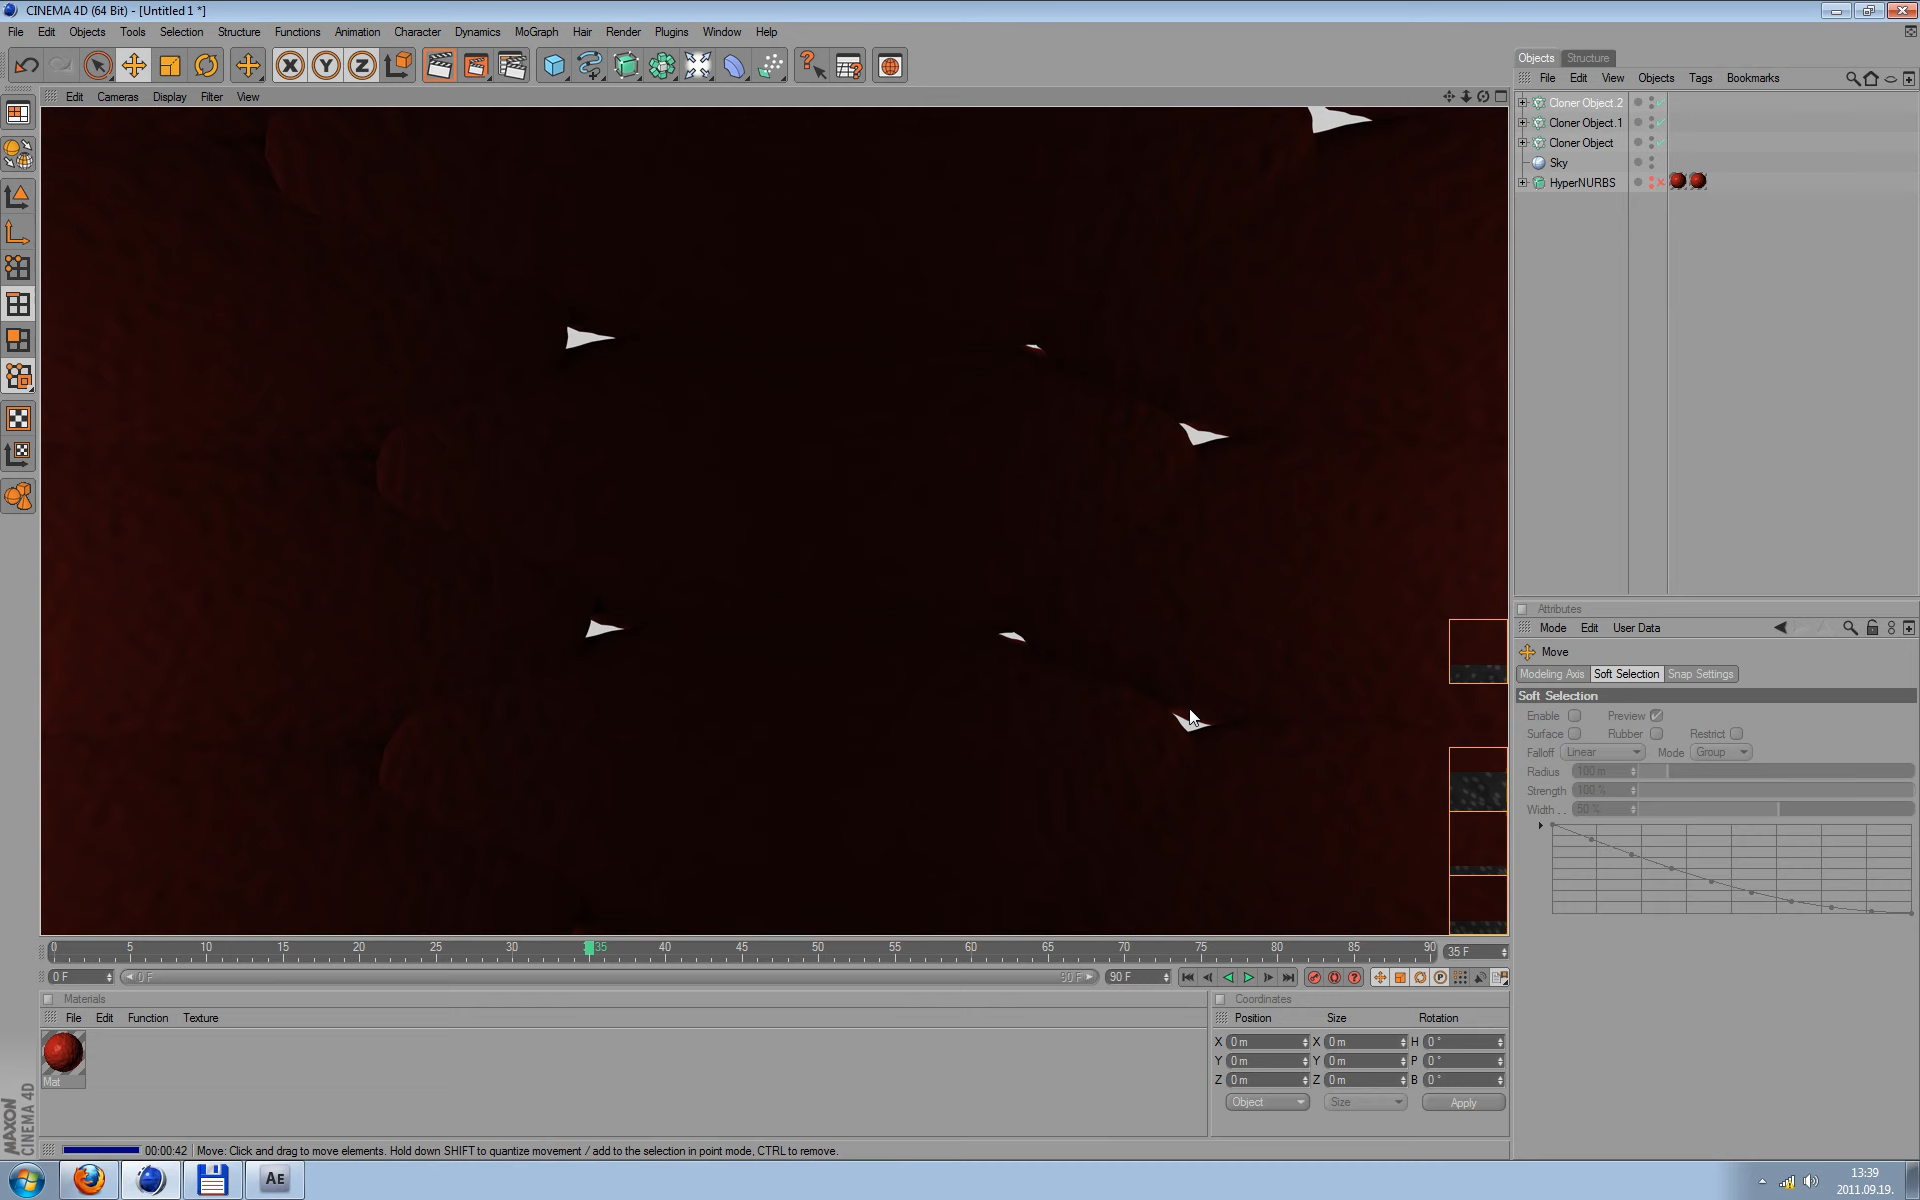 CINEMA 4D (64 Bit) - [Untitled 1 *]
File Edit Objects Tools Selection Structure Functions Animation Character Dynamics MoGraph Hair Render Plugins Window Help
Edit Cameras Display Filter View
Objects Structure
File Edit View Objects Tags Bookmarks
Cloner Object.2
Cloner Object.1
Cloner Object
Sky
HyperNURBS
Attributes
Mode Edit User Data
Move
Modeling Axis Soft Selection Snap Settings
Soft Selection
Enable Preview
Surface Rubber Restrict
Falloff Linear Mode Group
Radius 100 m
Strength 100 %
Width . . 50 %
0 5 10 15 20 25 30 35 40 45 50 55 60 65 70 75 80 85 90 35 F
0 F 0 F 90 F 90 F
Materials
File Edit Function Texture
Mat
Coordinates
Position Size Rotation
X 0 m X 0 m H 0 °
Y 0 m Y 0 m P 0 °
Z 0 m Z 0 m B 0 °
Object Size Apply
MAXON
CINEMA 4D
00:00:42 Move: Click and drag to move elements. Hold down SHIFT to quantize movement / add to the selection in point mode, CTRL to remove.
AE
13:39
2011.09.19.